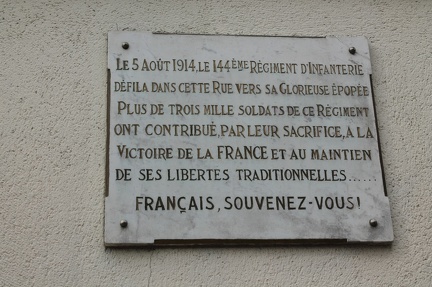 LE 5 AOÛT 1914, LE 144ÈME RÉGIMENT D'INFANTERIE
DÉFILA DANS CETTE RUE VERS SA GLORIEUSE ÉPOPÉE
PLUS DE TROIS MILLE SOLDATS DE CE RÉGIMENT
ONT CONTRIBUÉ, PAR LEUR SACRIFICE, A LA
VICTOIRE DE LA FRANCE ET AU MAINTIEN
DE SES LIBERTES TRADITIONNELLES......
FRANÇAIS, SOUVENEZ-VOUS!